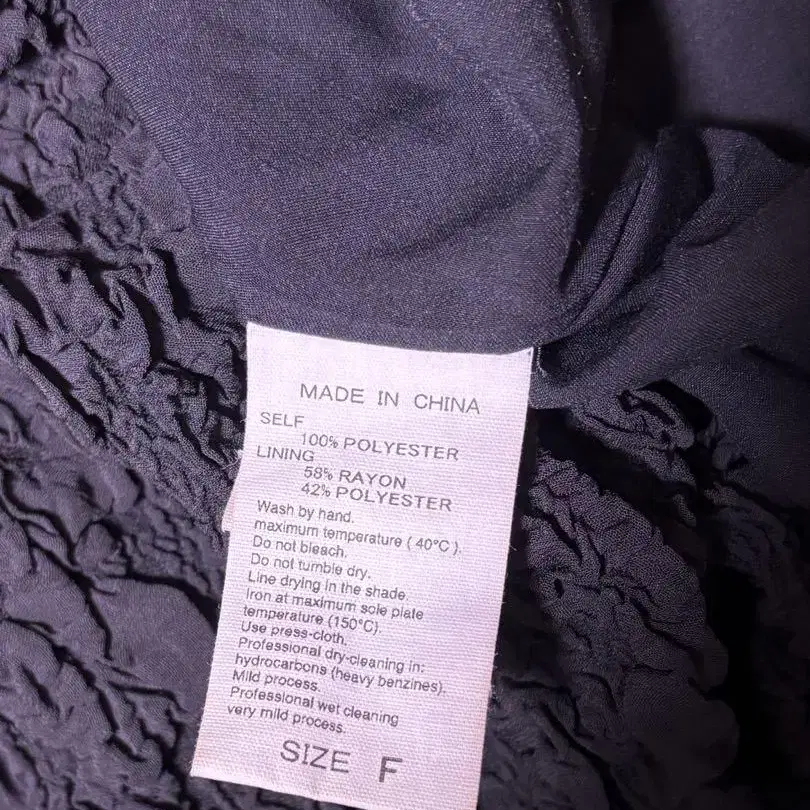 MADE IN CHINA
SELF
100% POLYESTER
LINING
58% RAYON
42% POLYESTER
Wash by hand.
maximum temperature ( 40°C ).
Do not bleach.
Do not tumble dry.
Line drying in the shade.
Iron at maximum sole plate
temperature (150°C).
Use press-cloth.
Professional dry-cleaning in:
hydrocarbons (heavy benzines).
Mild process.
Professional wet cleaning
very mild process.
SIZE F